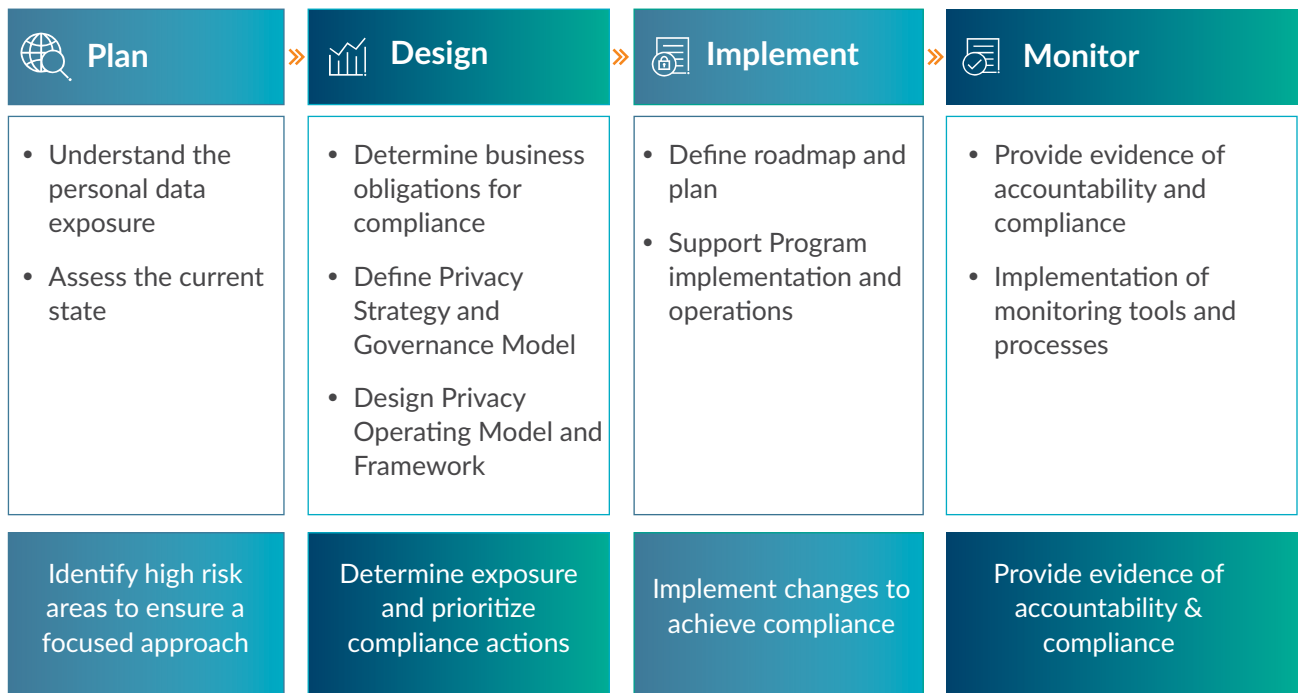 Plan
Design
Implement
Monitor
• Understand the
personal data
exposure
• Assess the current
state
• Determine business
obligations for
compliance
• Define Privacy
Strategy and
Governance Model
• Design Privacy
Operating Model and
Framework
• Define roadmap and
plan
• Support Program
implementation and
operations
• Provide evidence of
accountability and
compliance
• Implementation of
monitoring tools and
processes
Identify high risk
areas to ensure a
focused approach
Determine exposure
and prioritize
compliance actions
Implement changes to
achieve compliance
Provide evidence of
accountability &
compliance